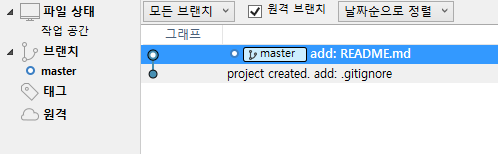 파일 상태
작업 공간
브랜치
master
태그
원격
모든 브랜치 원격 브랜치 날짜순으로 정렬
그래프
master add: README.md
project created. add: .gitignore